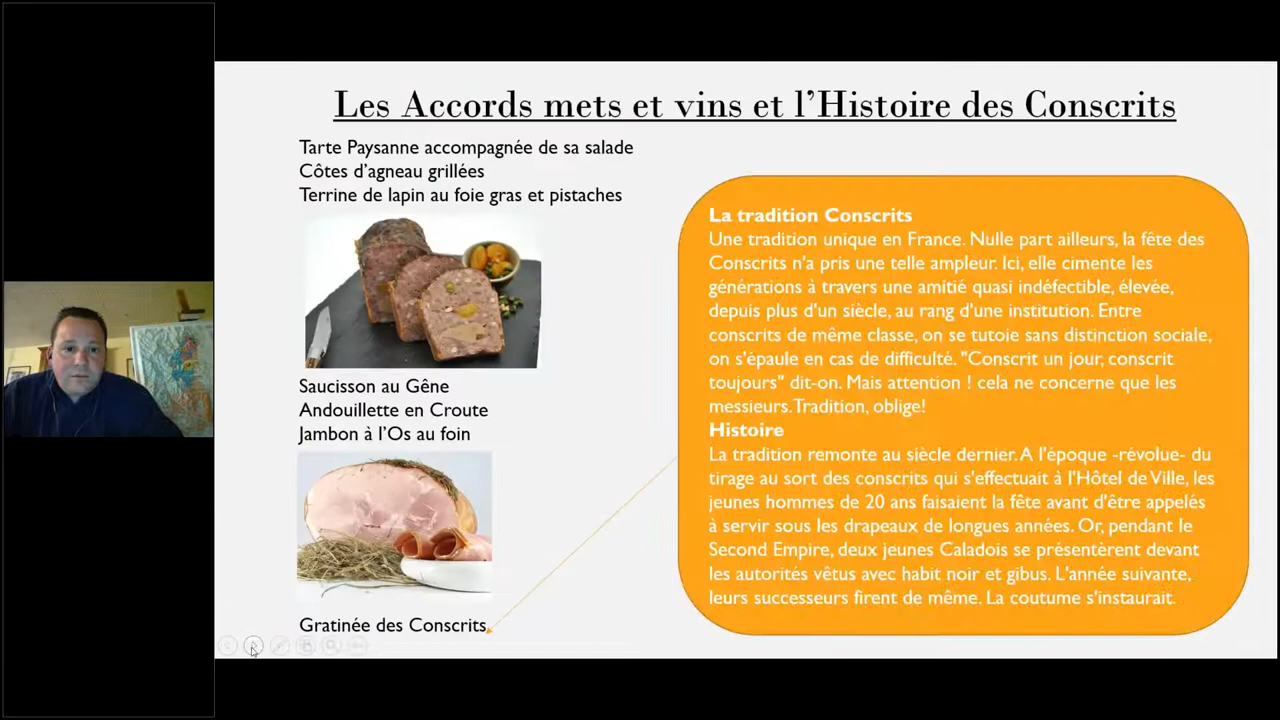 Les Accords mets et vins et l’Histoire des Conscrits
Tarte Paysanne accompagnée de sa salade
Côtes d’agneau grillées
Terrine de lapin au foie gras et pistaches
Saucisson au Gêne
Andouillette en Croute
Jambon à l’Os au foin
Gratinée des Conscrits
La tradition Conscrits
Une tradition unique en France. Nulle part ailleurs, la fête des
Conscrits n'a pris une telle ampleur. Ici, elle cimente les
générations à travers une amitié quasi indéfectible, élevée,
depuis plus d'un siècle, au rang d'une institution. Entre
conscrits de même classe, on se tutoie sans distinction sociale,
on s'épaule en cas de difficulté. "Conscrit un jour, conscrit
toujours" dit-on. Mais attention ! cela ne concerne que les
messieurs. Tradition, oblige!
Histoire
La tradition remonte au siècle dernier. A l'époque -révolue- du
tirage au sort des conscrits qui s'effectuait à l'Hôtel de Ville, les
jeunes hommes de 20 ans faisaient la fête avant d'être appelés
à servir sous les drapeaux de longues années. Or, pendant le
Second Empire, deux jeunes Caladois se présentèrent devant
les autorités vêtus avec habit noir et gibus. L'année suivante,
leurs successeurs firent de même. La coutume s'instaurait.